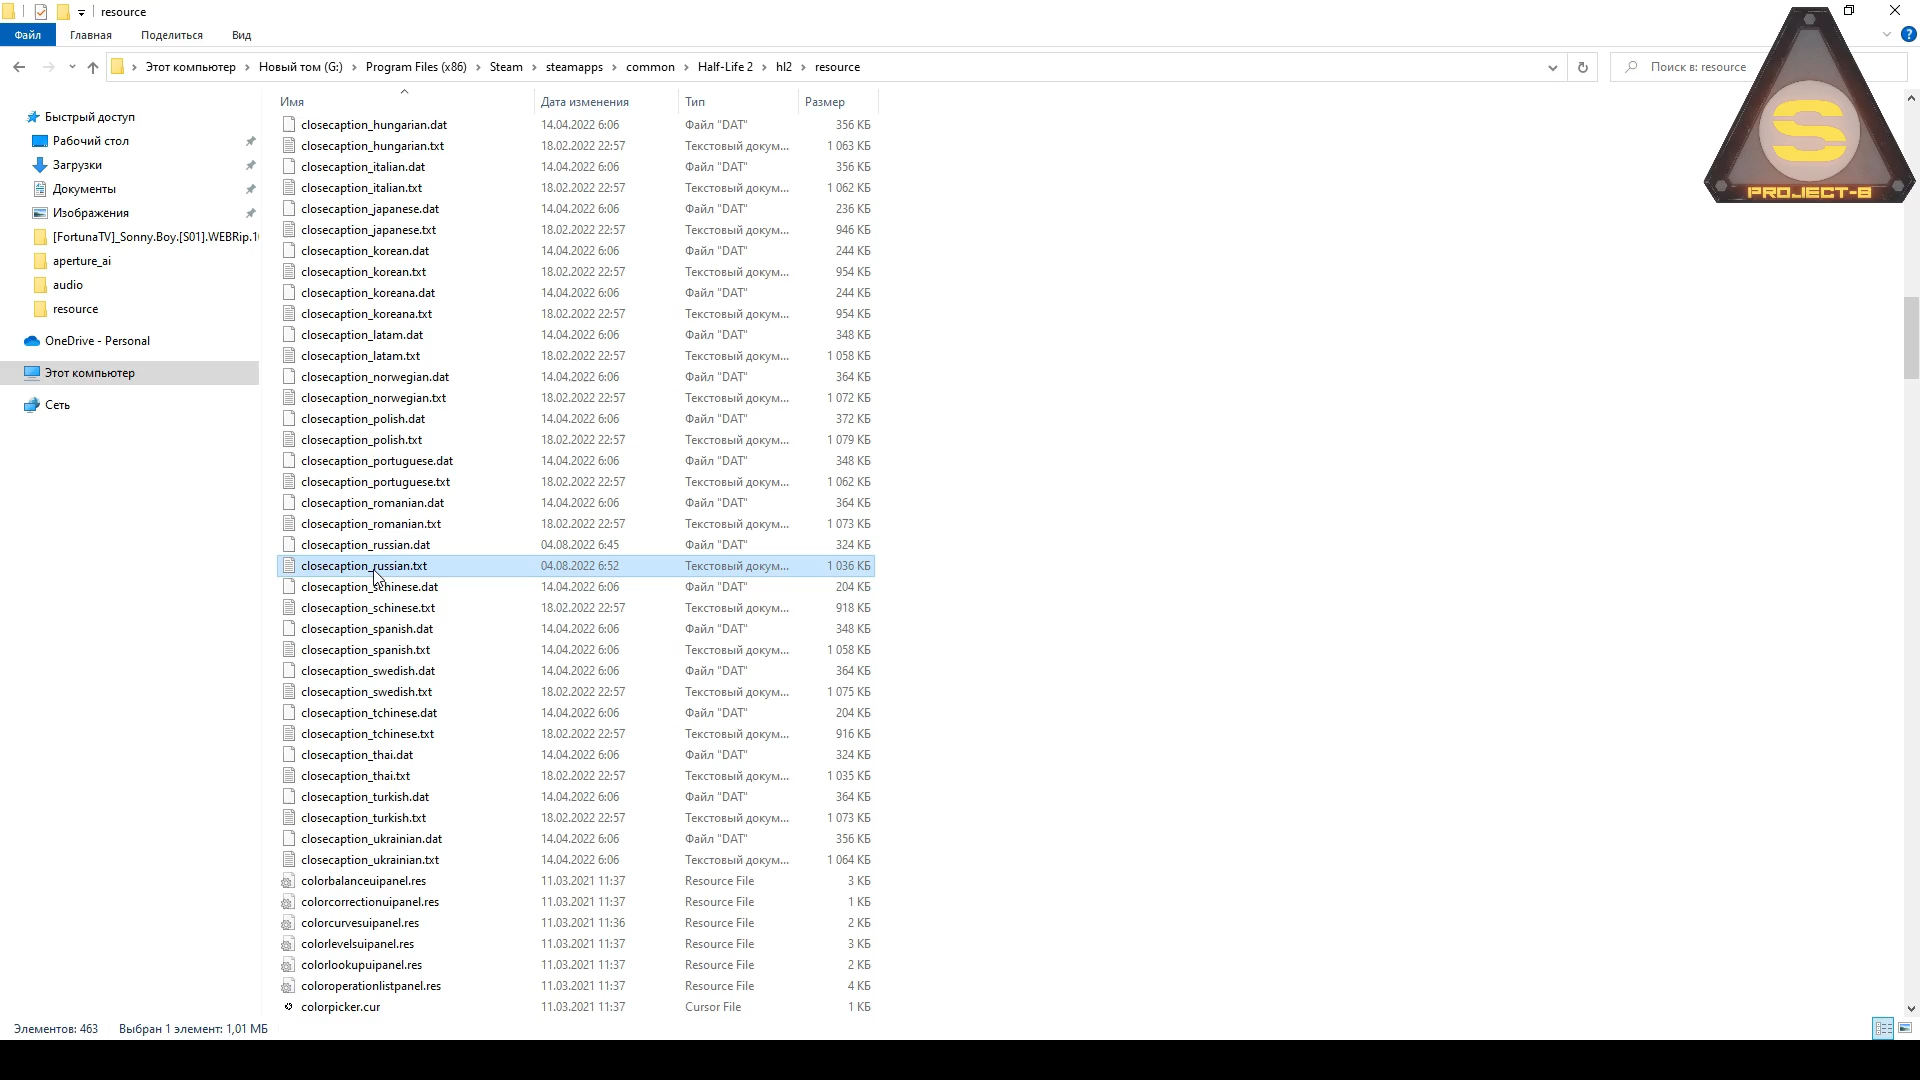 resource
Файл Главная Поделиться Вид
Этот компьютер Новый том (G:) Program Files (x86) Steam steamapps common Half-Life 2 hl2 resource
Поиск в: resource
Быстрый доступ
Рабочий стол
Загрузки
Документы
Изображения
[FortunaTV]_Sonny.Boy.[S01].WEBRip.1
aperture_ai
audio
resource
OneDrive - Personal
Этот компьютер
Сеть
Имя Дата изменения Тип Размер
closecaption_hungarian.dat 14.04.2022 6:06 Файл "DAT" 356 КБ
closecaption_hungarian.txt 18.02.2022 22:57 Текстовый докум... 1 063 КБ
closecaption_italian.dat 14.04.2022 6:06 Файл "DAT" 356 КБ
closecaption_italian.txt 18.02.2022 22:57 Текстовый докум... 1 062 КБ
closecaption_japanese.dat 14.04.2022 6:06 Файл "DAT" 236 КБ
closecaption_japanese.txt 18.02.2022 22:57 Текстовый докум... 946 КБ
closecaption_korean.dat 14.04.2022 6:06 Файл "DAT" 244 КБ
closecaption_korean.txt 18.02.2022 22:57 Текстовый докум... 954 КБ
closecaption_koreana.dat 14.04.2022 6:06 Файл "DAT" 244 КБ
closecaption_koreana.txt 18.02.2022 22:57 Текстовый докум... 954 КБ
closecaption_latam.dat 14.04.2022 6:06 Файл "DAT" 348 КБ
closecaption_latam.txt 18.02.2022 22:57 Текстовый докум... 1 058 КБ
closecaption_norwegian.dat 14.04.2022 6:06 Файл "DAT" 364 КБ
closecaption_norwegian.txt 18.02.2022 22:57 Текстовый докум... 1 072 КБ
closecaption_polish.dat 14.04.2022 6:06 Файл "DAT" 372 КБ
closecaption_polish.txt 18.02.2022 22:57 Текстовый докум... 1 079 КБ
closecaption_portuguese.dat 14.04.2022 6:06 Файл "DAT" 348 КБ
closecaption_portuguese.txt 18.02.2022 22:57 Текстовый докум... 1 062 КБ
closecaption_romanian.dat 14.04.2022 6:06 Файл "DAT" 364 КБ
closecaption_romanian.txt 18.02.2022 22:57 Текстовый докум... 1 073 КБ
closecaption_russian.dat 04.08.2022 6:45 Файл "DAT" 324 КБ
closecaption_russian.txt 04.08.2022 6:52 Текстовый докум... 1 036 КБ
closecaption_schinese.dat 14.04.2022 6:06 Файл "DAT" 204 КБ
closecaption_schinese.txt 18.02.2022 22:57 Текстовый докум... 918 КБ
closecaption_spanish.dat 14.04.2022 6:06 Файл "DAT" 348 КБ
closecaption_spanish.txt 14.04.2022 6:06 Текстовый докум... 1 058 КБ
closecaption_swedish.dat 14.04.2022 6:06 Файл "DAT" 364 КБ
closecaption_swedish.txt 18.02.2022 22:57 Текстовый докум... 1 075 КБ
closecaption_tchinese.dat 14.04.2022 6:06 Файл "DAT" 204 КБ
closecaption_tchinese.txt 18.02.2022 22:57 Текстовый докум... 916 КБ
closecaption_thai.dat 14.04.2022 6:06 Файл "DAT" 324 КБ
closecaption_thai.txt 18.02.2022 22:57 Текстовый докум... 1 035 КБ
closecaption_turkish.dat 14.04.2022 6:06 Файл "DAT" 364 КБ
closecaption_turkish.txt 18.02.2022 22:57 Текстовый докум... 1 073 КБ
closecaption_ukrainian.dat 14.04.2022 6:06 Файл "DAT" 356 КБ
closecaption_ukrainian.txt 14.04.2022 6:06 Текстовый докум... 1 064 КБ
colorbalanceuipanel.res 11.03.2021 11:37 Resource File 3 КБ
colorcorrectionuipanel.res 11.03.2021 11:37 Resource File 1 КБ
colorcurvesuipanel.res 11.03.2021 11:36 Resource File 2 КБ
colorlevelsuipanel.res 11.03.2021 11:37 Resource File 3 КБ
colorlookupuipanel.res 11.03.2021 11:37 Resource File 2 КБ
coloroperationlistpanel.res 11.03.2021 11:37 Resource File 4 КБ
colorpicker.cur 11.03.2021 11:37 Cursor File 1 КБ
Элементов: 463 Выбран 1 элемент: 1,01 МБ
S
PROJECT-8